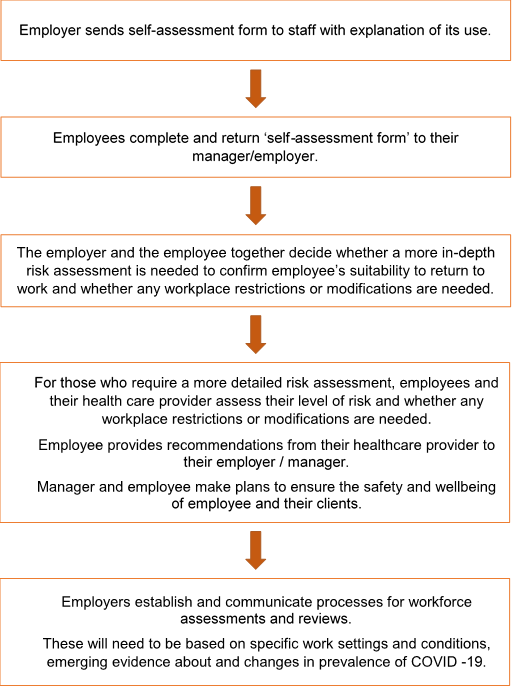 Employer sends self-assessment form to staff with explanation of its use.
Employees complete and return ‘self-assessment form’ to their
manager/employer.
The employer and the employee together decide whether a more in-depth
risk assessment is needed to confirm employee’s suitability to return to
work and whether any workplace restrictions or modifications are needed.
For those who require a more detailed risk assessment, employees and
their health care provider assess their level of risk and whether any
workplace restrictions or modifications are needed.
Employee provides recommendations from their healthcare provider to
their employer / manager.
Manager and employee make plans to ensure the safety and wellbeing
of employee and their clients.
Employers establish and communicate processes for workforce
assessments and reviews.
These will need to be based on specific work settings and conditions,
emerging evidence about and changes in prevalence of COVID -19.